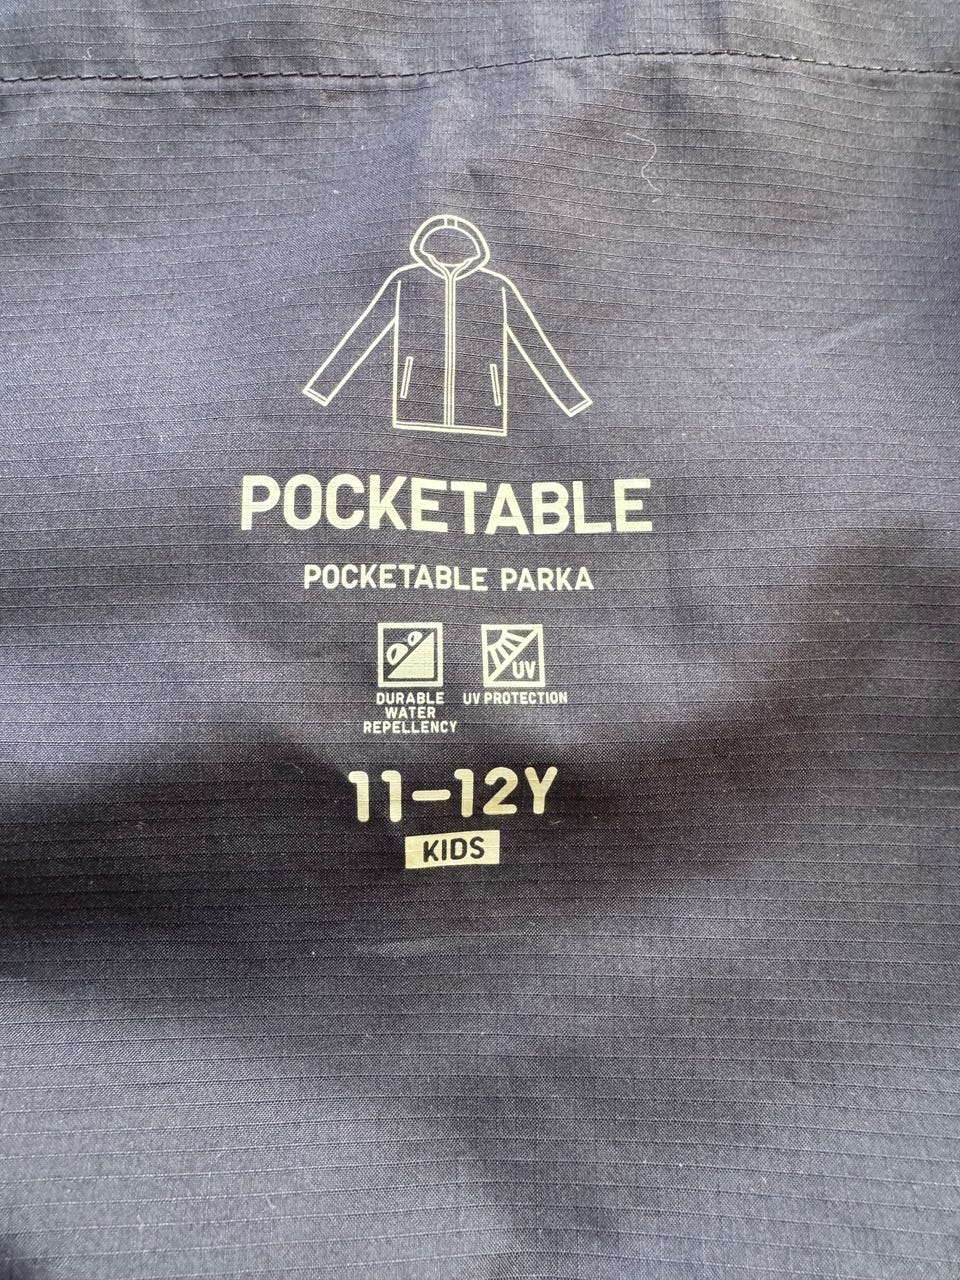 POCKETABLE
POCKETABLE PARKA
UV
DURABLE
WATER
REPELLENCY
UV PROTECTION
11–12Y
KIDS